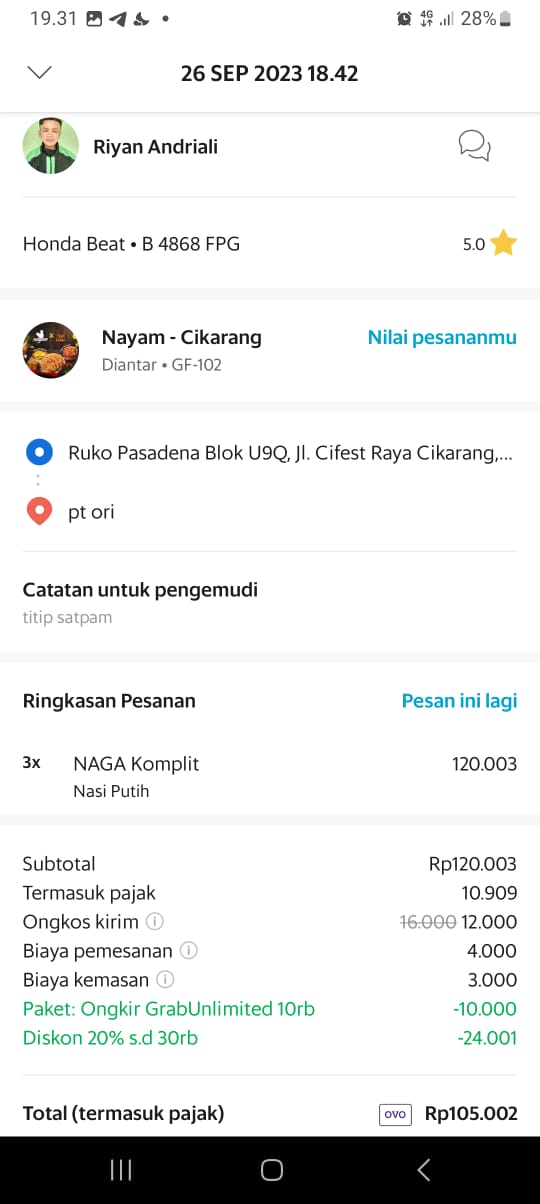 19.31 4G 28%
26 SEP 2023 18.42
Riyan Andriali
Honda Beat • B 4868 FPG 5.0
Nayam - Cikarang Nilai pesananmu
Diantar • GF-102
Ruko Pasadena Blok U9Q, Jl. Cifest Raya Cikarang,...
pt ori
Catatan untuk pengemudi
titip satpam
Ringkasan Pesanan Pesan ini lagi
3x NAGA Komplit 120.003
Nasi Putih
Subtotal Rp120.003
Termasuk pajak 10.909
Ongkos kirim 16.000 12.000
Biaya pemesanan 4.000
Biaya kemasan 3.000
Paket: Ongkir GrabUnlimited 10rb -10.000
Diskon 20% s.d 30rb -24.001
Total (termasuk pajak) OVO Rp105.002